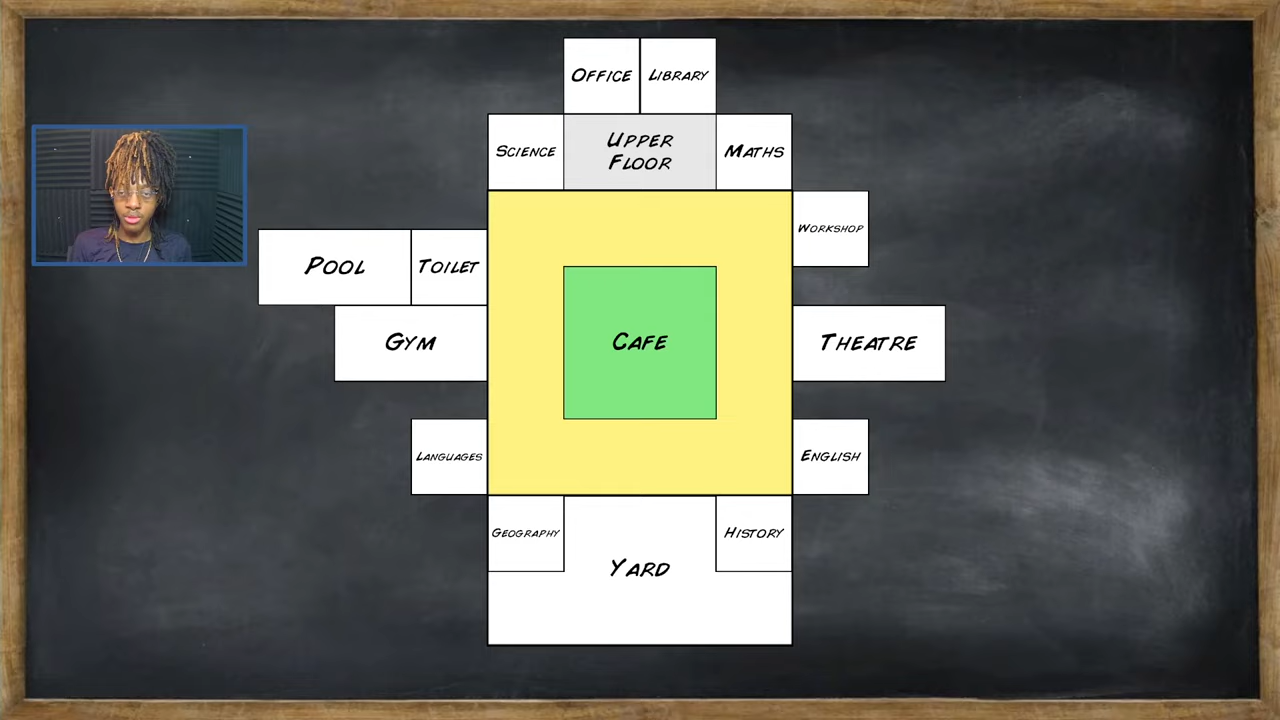 OFFICE
LIBRARY
SCIENCE
UPPER
FLOOR
MATHS
WORKSHOP
POOL
TOILET
GYM
CAFE
THEATRE
LANGUAGES
ENGLISH
GEOGRAPHY
HISTORY
YARD